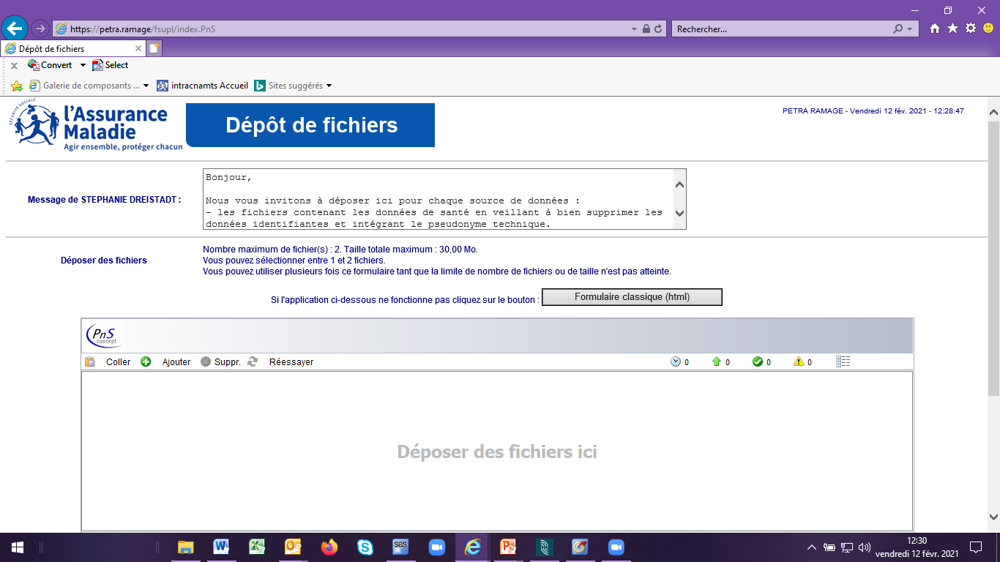 https://petra.ramage/fsupl/index.PnS
Rechercher...
Dépôt de fichiers
Convert
Select
Galerie de composants ...
intracnamts Accueil
Sites suggérés
SÉCURITÉ SOCIALE
l'Assurance
Maladie
Agir ensemble, protéger chacun
Dépôt de fichiers
PETRA RAMAGE - Vendredi 12 fév. 2021 - 12:28:47
Message de STEPHANIE DREISTADT :
Bonjour,
Nous vous invitons à déposer ici pour chaque source de données :
- les fichiers contenant les données de santé en veillant à bien supprimer les
données identifiantes et intégrant le pseudonyme technique.
Déposer des fichiers
Nombre maximum de fichier(s) : 2. Taille totale maximum : 30,00 Mo.
Vous pouvez sélectionner entre 1 et 2 fichiers.
Vous pouvez utiliser plusieurs fois ce formulaire tant que la limite de nombre de fichiers ou de taille n'est pas atteinte.
Si l'application ci-dessous ne fonctionne pas cliquez sur le bouton :
Formulaire classique (html)
PnS
concept
Coller
Ajouter
Suppr.
Réessayer
0
0
0
0
Déposer des fichiers ici
sas
12:30
vendredi 12 févr. 2021